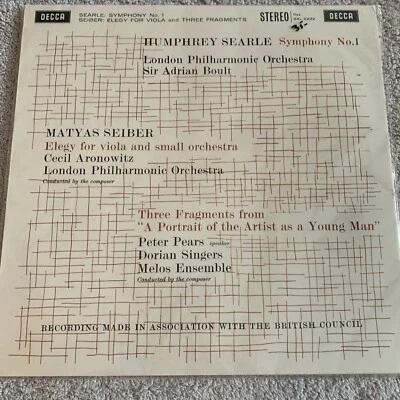 DECCA
SEARLE: SYMPHONY No. 1
SEIBER: ELEGY FOR VIOLA and THREE FRAGMENTS
STEREO
DECCA
HUMPHREY SEARLE Symphony No.1
London Philharmonic Orchestra
Sir Adrian Boult
MATYAS SEIBER
Elegy for viola and small orchestra
Cecil Aronowitz
London Philharmonic Orchestra
Conducted by the composer
Three Fragments from
"A Portrait of the Artist as a Young Man"
Peter Pears speaker
Dorian Singers
Melos Ensemble
Conducted by the composer
RECORDING MADE IN ASSOCIATION WITH THE BRITISH COUNCIL